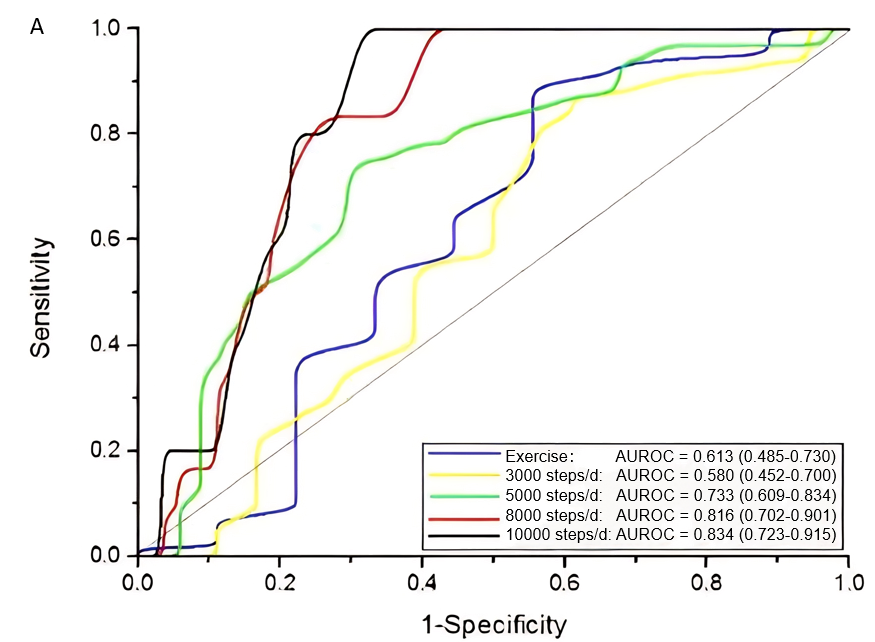 A
1.0
0.8
0.6
0.4
0.2
0.0
Sensitivity
Exercise: AUROC = 0.613 (0.485-0.730)
3000 steps/d: AUROC = 0.580 (0.452-0.700)
5000 steps/d: AUROC = 0.733 (0.609-0.834)
8000 steps/d: AUROC = 0.816 (0.702-0.901)
10000 steps/d: AUROC = 0.834 (0.723-0.915)
0.0 0.2 0.4 0.6 0.8 1.0
1-Specificity